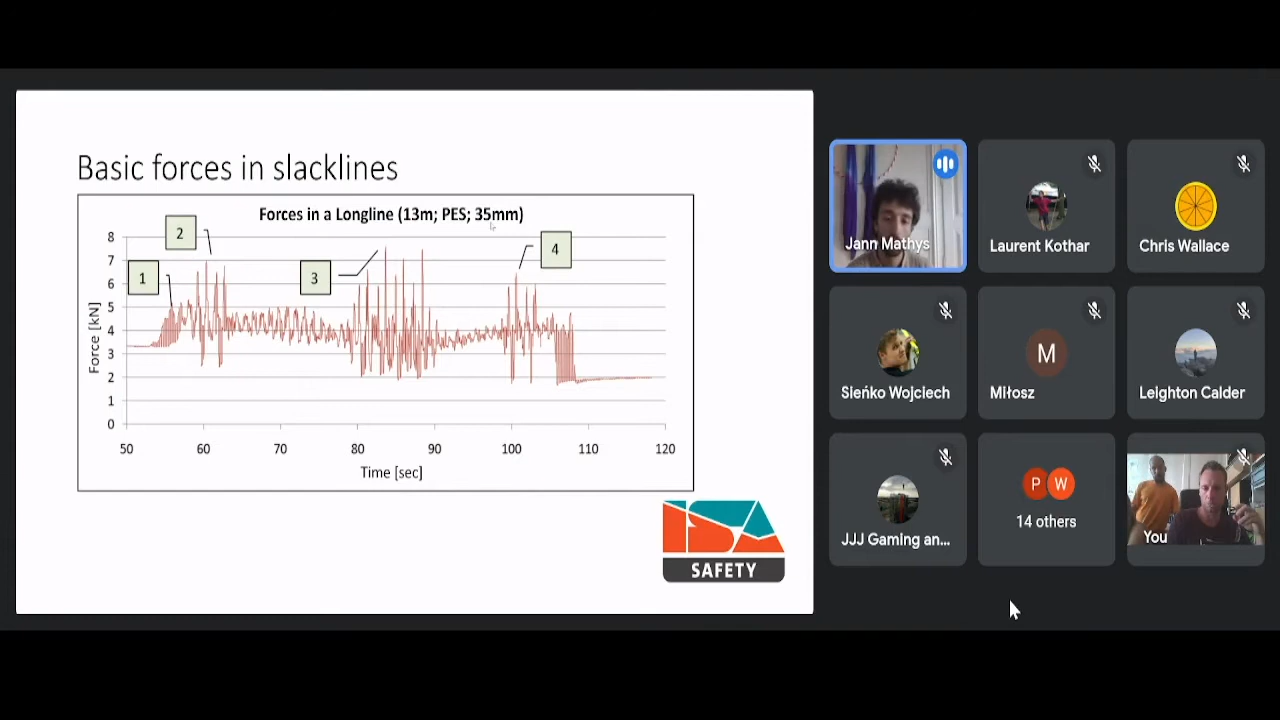 Basic forces in slacklines
Forces in a Longline (13m; PES; 35mm)
2
4
1
3
8
7
6
5
4
3
2
1
0
Force [kN]
50 60 70 80 90 100 110 120
Time [sec]
ISA
SAFETY
Jann Mathys
Laurent Kothar
Chris Wallace
Sieńko Wojciech
M
Miłosz
Leighton Calder
JJJ Gaming an...
P W
14 others
You